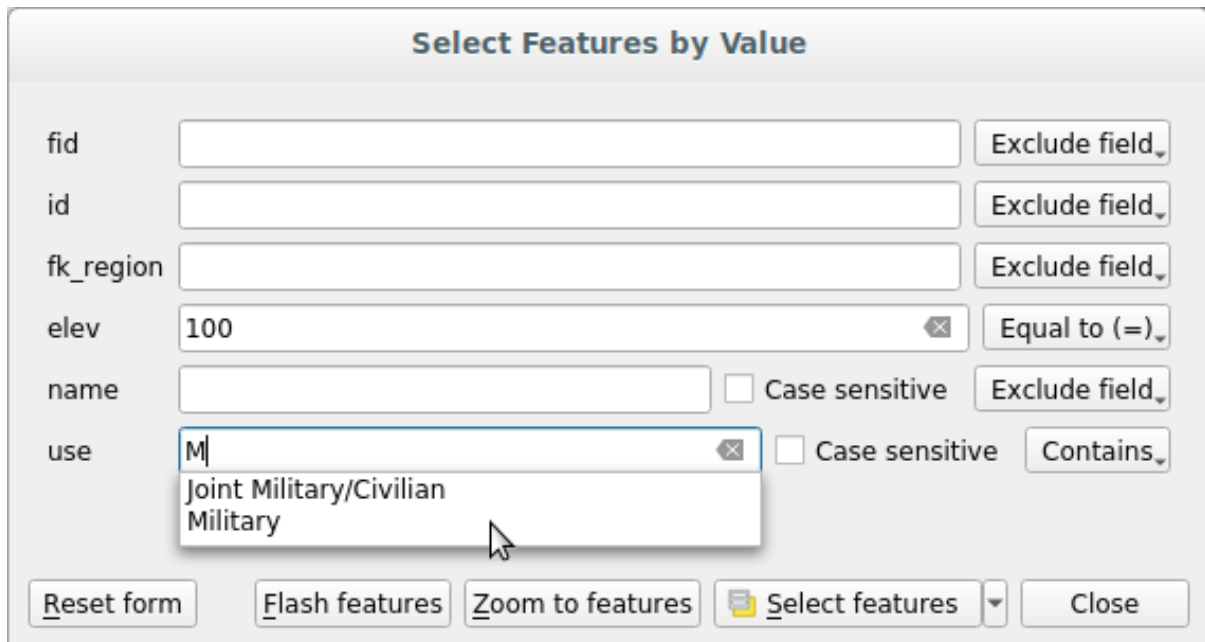 Select Features by Value
fid Exclude field
id Exclude field
fk_region Exclude field
elev 100 Equal to (=)
name Case sensitive Exclude field
use M Case sensitive Contains
Joint Military/Civilian
Military
Reset form Flash features Zoom to features Select features Close